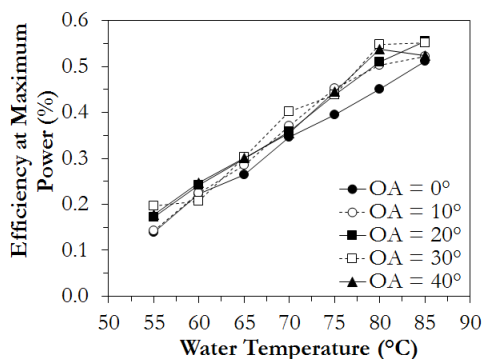 Efficiency at Maximum
Power (%)
0.6
0.5
0.4
0.3
0.2
0.1
0.0
OA = 0°
OA = 10°
OA = 20°
OA = 30°
OA = 40°
50 55 60 65 70 75 80 85 90
Water Temperature (°C)